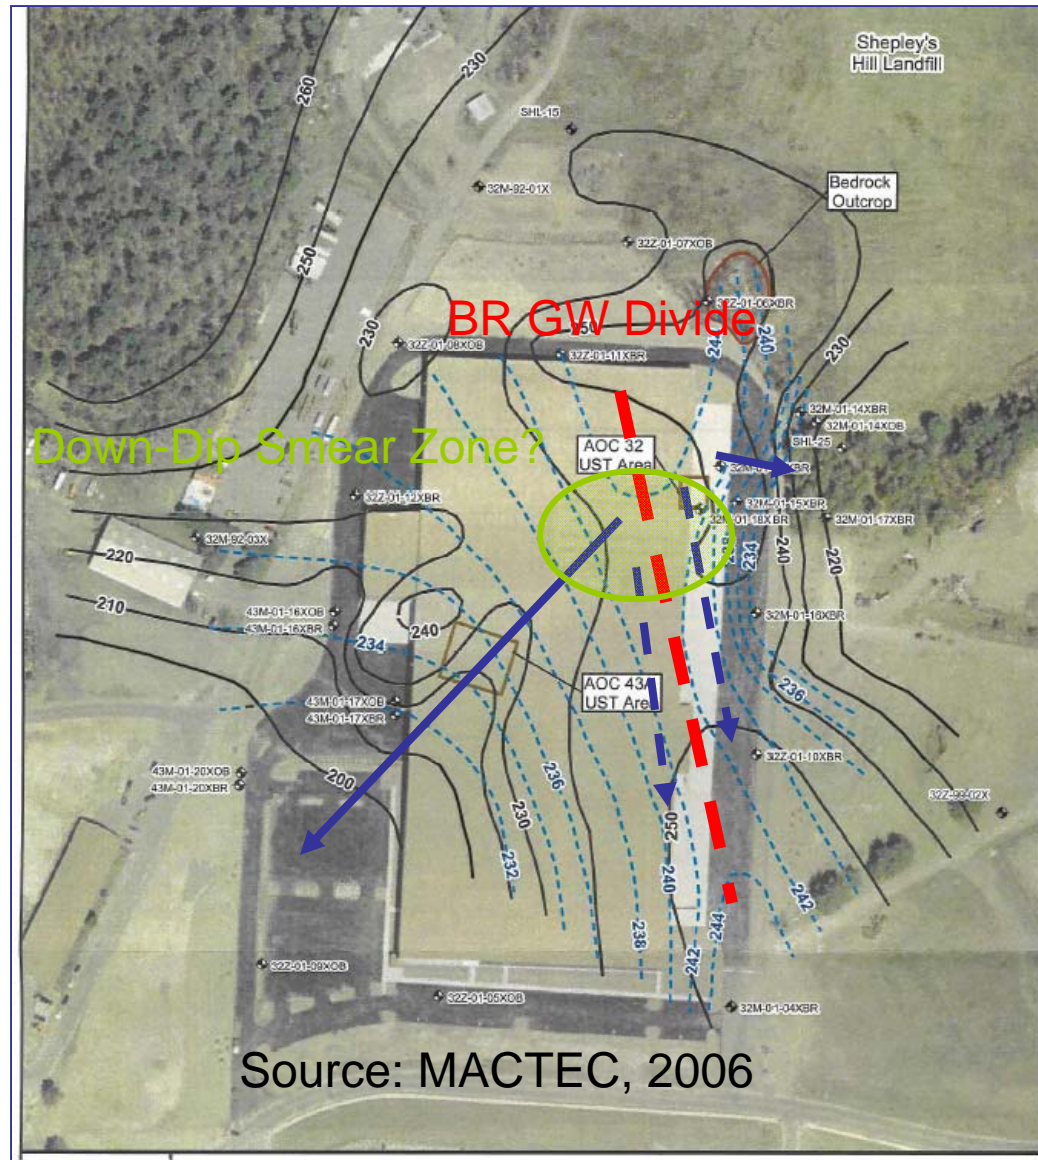 Shepley's
Hill Landfill
260
230
SHL-15
Bedrock
Outcrop
32M-92-01X
250
32Z-01-07XOB
32Z-01-06XBR
BR GW Divide
230
250
240
230
32Z-01-08XOB
32Z-01-11XBR
32M-01-14XBR
32M-01-14XOB
SHL-25
Down-Dip Smear Zone?
AOC 32
UST Area
32Z-01-12XBR
32M-01-15XBR
32M-01-18XBR
32M-01-17XBR
32M-92-03X
220
234
240
220
210
43M-01-16XOB
43M-01-16XBR
240
32M-01-16XBR
234
AOC 43A
UST Area
236
43M-01-17XOB
43M-01-17XBR
200
236
32Z-01-10XBR
43M-01-20XOB
43M-01-20XBR
230
250
32Z-99-02X
232
240
242
238
244
242
32Z-01-09XOB
32Z-01-05XOB
32M-01-04XBR
Source: MACTEC, 2006